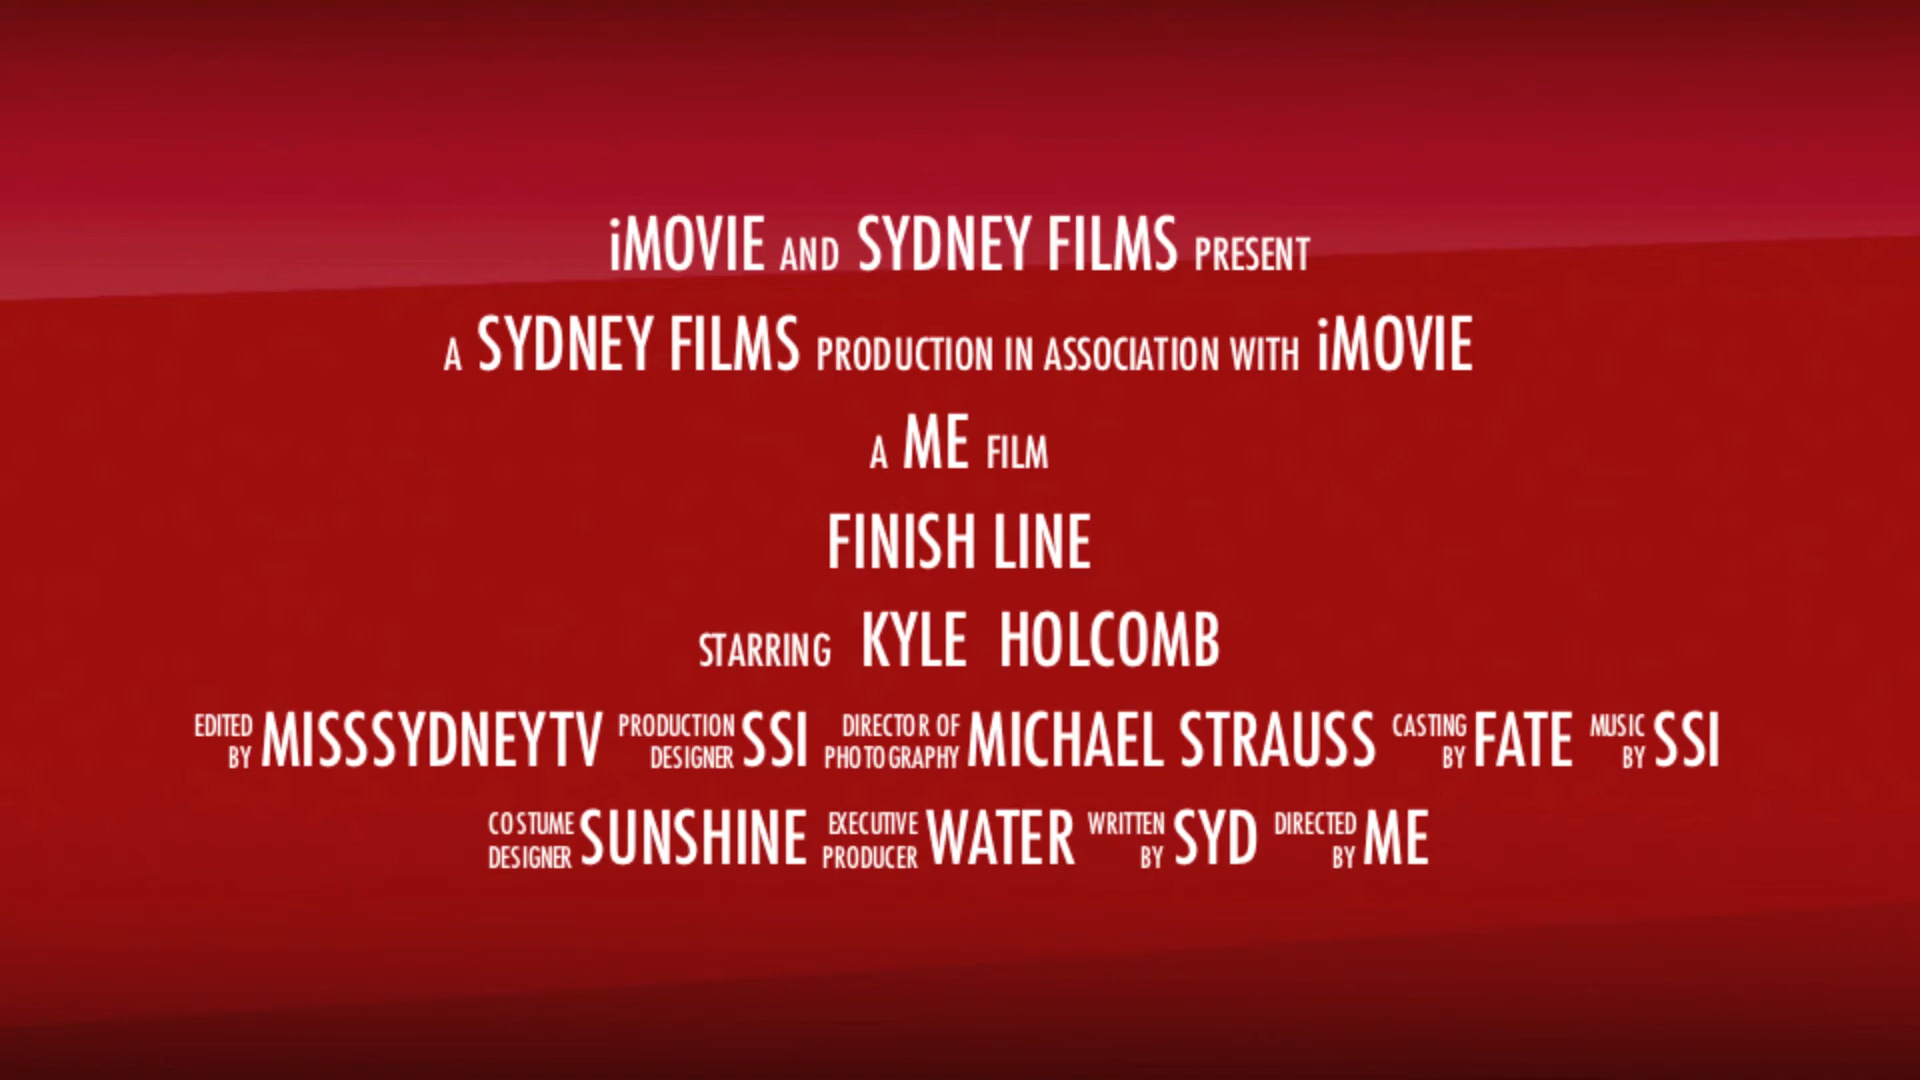 iMOVIE AND SYDNEY FILMS PRESENT
A SYDNEY FILMS PRODUCTION IN ASSOCIATION WITH iMOVIE
A ME FILM
FINISH LINE
STARRING KYLE HOLCOMB
EDITED BY MISSSYDNEYTV PRODUCTION DESIGNER SSI DIRECTOR OF PHOTOGRAPHY MICHAEL STRAUSS CASTING BY FATE MUSIC BY SSI
COSTUME DESIGNER SUNSHINE EXECUTIVE PRODUCER WATER WRITTEN BY SYD DIRECTED BY ME